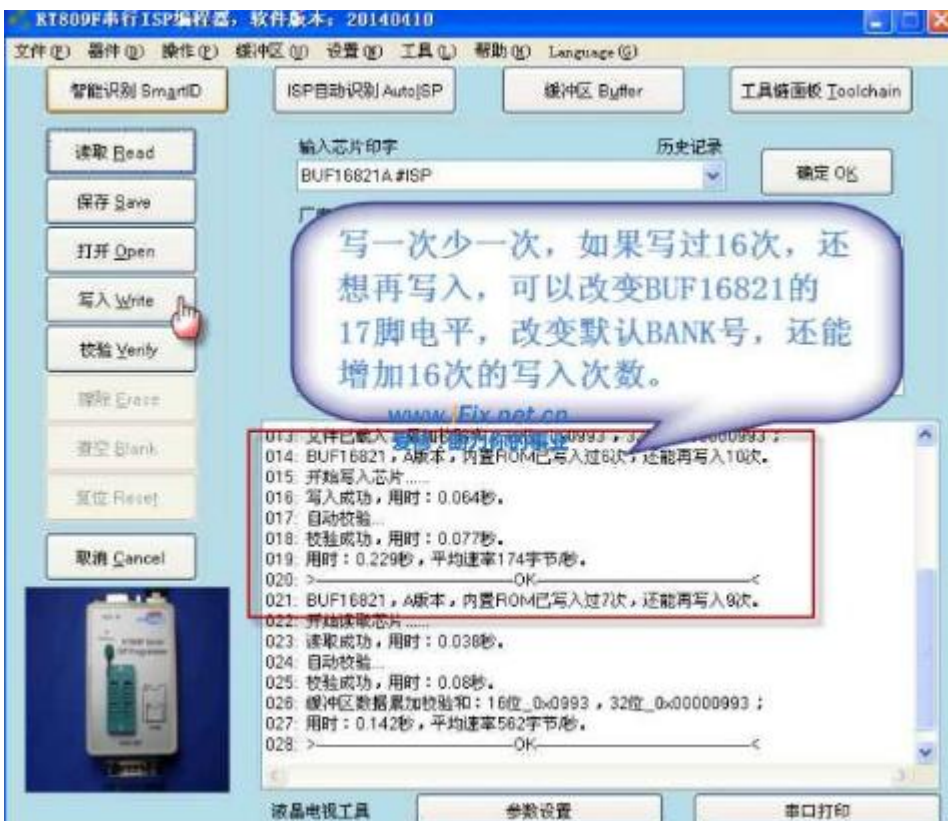 RT809F串行ISP编程器，软件版本：20140410
文件(F) 器件(D) 操作(P) 缓冲区(U) 设置(W) 工具(L) 帮助(K) Language(G)
智能识别 SmartID
ISP自动识别 AutoISP
缓冲区 Buffer
工具链面板 Toolchain
读取 Read
输入芯片印字
历史记录
BUF16821A #ISP
确定 OK
保存 Save
打开 Open
写入 Write
校验 Verify
擦除 Erase
查空 Blank
复位 Reset
取消 Cancel
写一次少一次，如果写过16次，还
想再写入，可以改变BUF16821的
17脚电平，改变默认BANK号，还能
增加16次的写入次数。
www.iFix.net.cn
013: 文件已载入
014: BUF16821，A版本，内置ROM已写入过6次，还能再写入10次。
015: 开始写入芯片......
016: 写入成功，用时：0.064秒。
017: 自动校验...
018: 校验成功，用时：0.077秒。
019: 用时：0.229秒，平均速率174字节/秒。
020: >————————OK————————<
021: BUF16821，A版本，内置ROM已写入过7次，还能再写入9次。
022: 开始读取芯片......
023: 读取成功，用时：0.038秒。
024: 自动校验...
025: 校验成功，用时：0.08秒。
026: 缓冲区数据累加校验和：16位_0x0993，32位_0x00000993；
027: 用时：0.142秒，平均速率562字节/秒。
028: >————————OK————————<
液晶电视工具
参数设置
串口打印